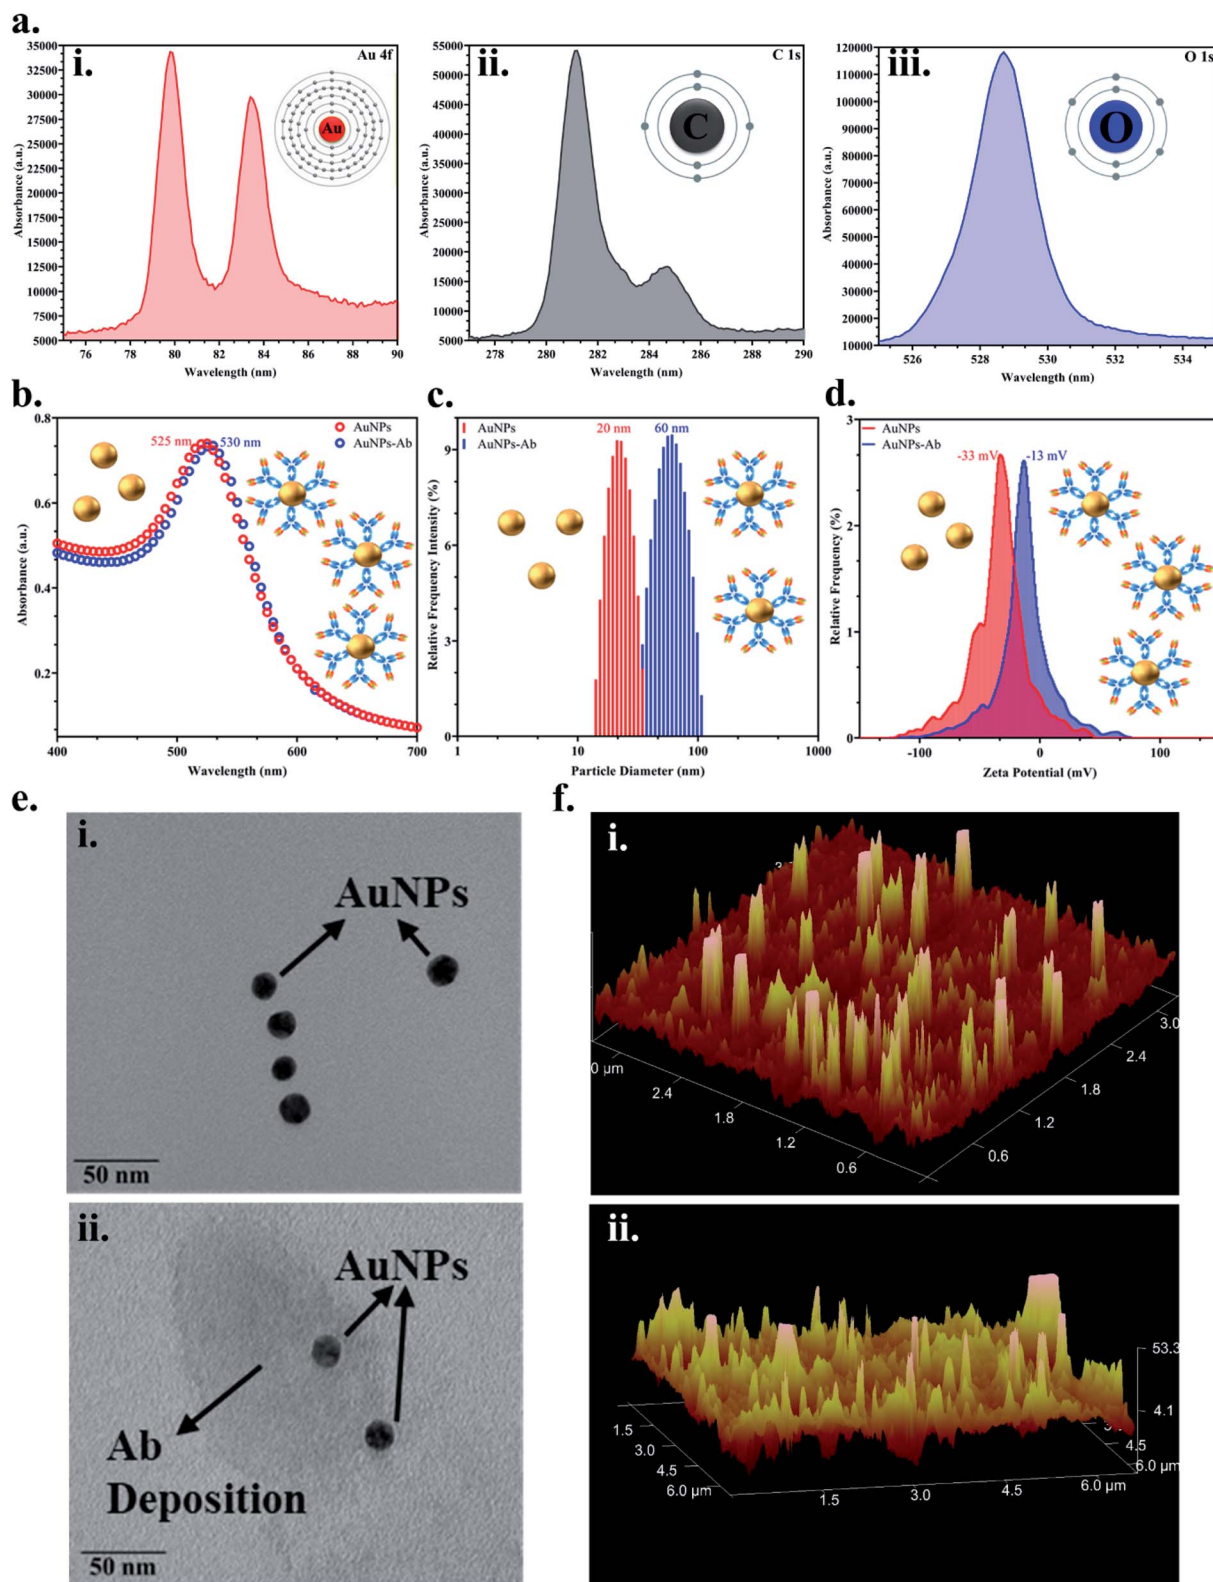 a.
i.
Au 4f
Au
35000
32500
30000
27500
25000
22500
20000
17500
15000
12500
10000
7500
5000
Absorbance (a.u.)
76 78 80 82 84 86 88 90
Wavelength (nm)
ii.
C 1s
C
55000
50000
45000
40000
35000
30000
25000
20000
15000
10000
5000
Absorbance (a.u.)
278 280 282 284 286 288 290
Wavelength (nm)
iii.
O 1s
O
120000
110000
100000
90000
80000
70000
60000
50000
40000
30000
20000
10000
Absorbance (a.u.)
526 528 530 532 534
Wavelength (nm)
b.
525 nm
530 nm
AuNPs
AuNPs-Ab
0.8
0.6
0.4
0.2
Absorbance (a.u.)
400 500 600 700
Wavelength (nm)
c.
AuNPs
AuNPs-Ab
20 nm
60 nm
9
6
3
0
Relative Frequency Intensity (%)
1 10 100 1000
Particle Diameter (nm)
d.
AuNPs
AuNPs-Ab
-33 mV
-13 mV
3
2
1
0
Relative Frequency (%)
-100 0 100
Zeta Potential (mV)
e.
i.
AuNPs
50 nm
ii.
AuNPs
Ab
Deposition
50 nm
f.
i.
0 µm
2.4
1.8
1.2
0.6
0.6
1.2
1.8
2.4
3.0
ii.
53.3
4.1
4.5
6.0 µm
1.5
3.0
4.5
6.0 µm
1.5
3.0
4.5
6.0 µm